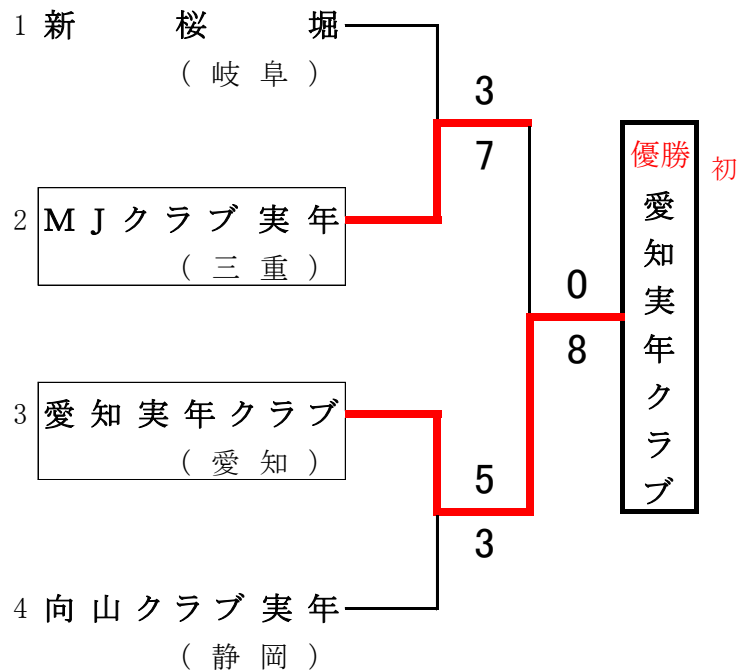 1 新桜堀
(岐阜)
3
7
2 MJクラブ実年
(三重)
0
8
3 愛知実年クラブ
(愛知)
5
3
4 向山クラブ実年
(静岡)
優勝
愛知実年クラブ
初